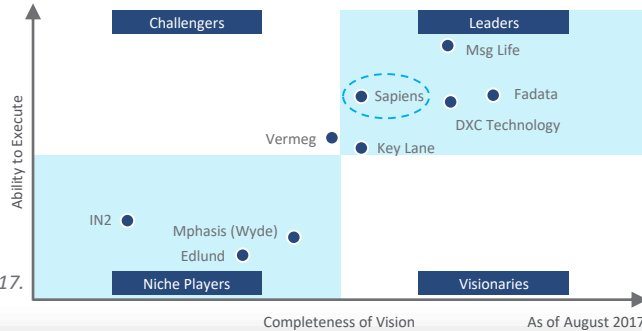 Challengers
Leaders
Msg Life
Sapiens
Fadata
DXC Technology
Vermeg
Key Lane
Ability to Execute
IN2
Mphasis (Wyde)
Edlund
17.
Niche Players
Visionaries
Completeness of Vision
As of August 2017